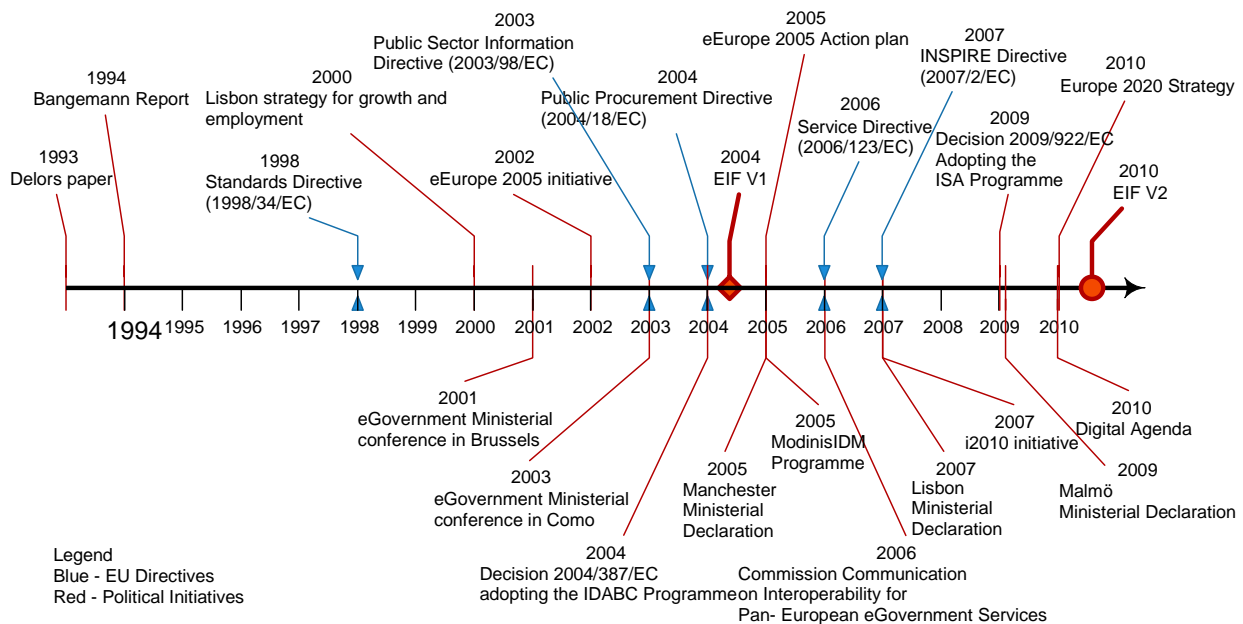 1993
Delors paper
1994
Bangemann Report
1998
Standards Directive
(1998/34/EC)
2000
Lisbon strategy for growth and
employment
2002
eEurope 2005 initiative
2003
Public Sector Information
Directive (2003/98/EC)
2004
Public Procurement Directive
(2004/18/EC)
2004
EIF V1
2005
eEurope 2005 Action plan
2006
Service Directive
(2006/123/EC)
2007
INSPIRE Directive
(2007/2/EC)
2009
Decision 2009/922/EC
Adopting the
ISA Programme
2010
Europe 2020 Strategy
2010
EIF V2
1994 1995 1996 1997 1998 1999 2000 2001 2002 2003 2004 2005 2006 2007 2008 2009 2010
2001
eGovernment Ministerial
conference in Brussels
2003
eGovernment Ministerial
conference in Como
2004
Decision 2004/387/EC
adopting the IDABC Programme
2005
Manchester
Ministerial
Declaration
2005
ModinisIDM
Programme
2006
Commission Communication
on Interoperability for
Pan- European eGovernment Services
2007
Lisbon
Ministerial
Declaration
2007
i2010 initiative
2009
Malmö
Ministerial Declaration
2010
Digital Agenda
Legend
Blue - EU Directives
Red - Political Initiatives